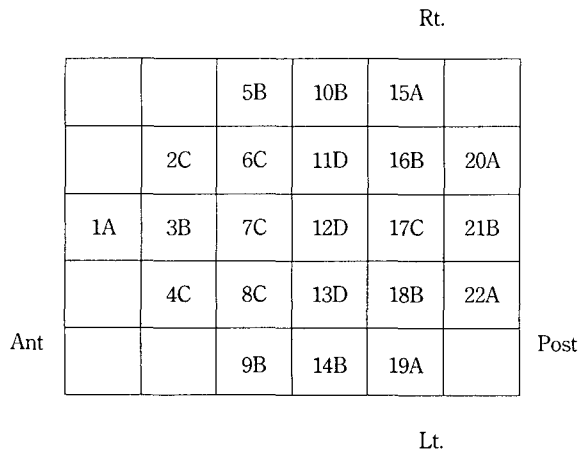 Rt.
5B 10B 15A
2C 6C 11D 16B 20A
1A 3B 7C 12D 17C 21B
4C 8C 13D 18B 22A
Ant Post
9B 14B 19A
Lt.